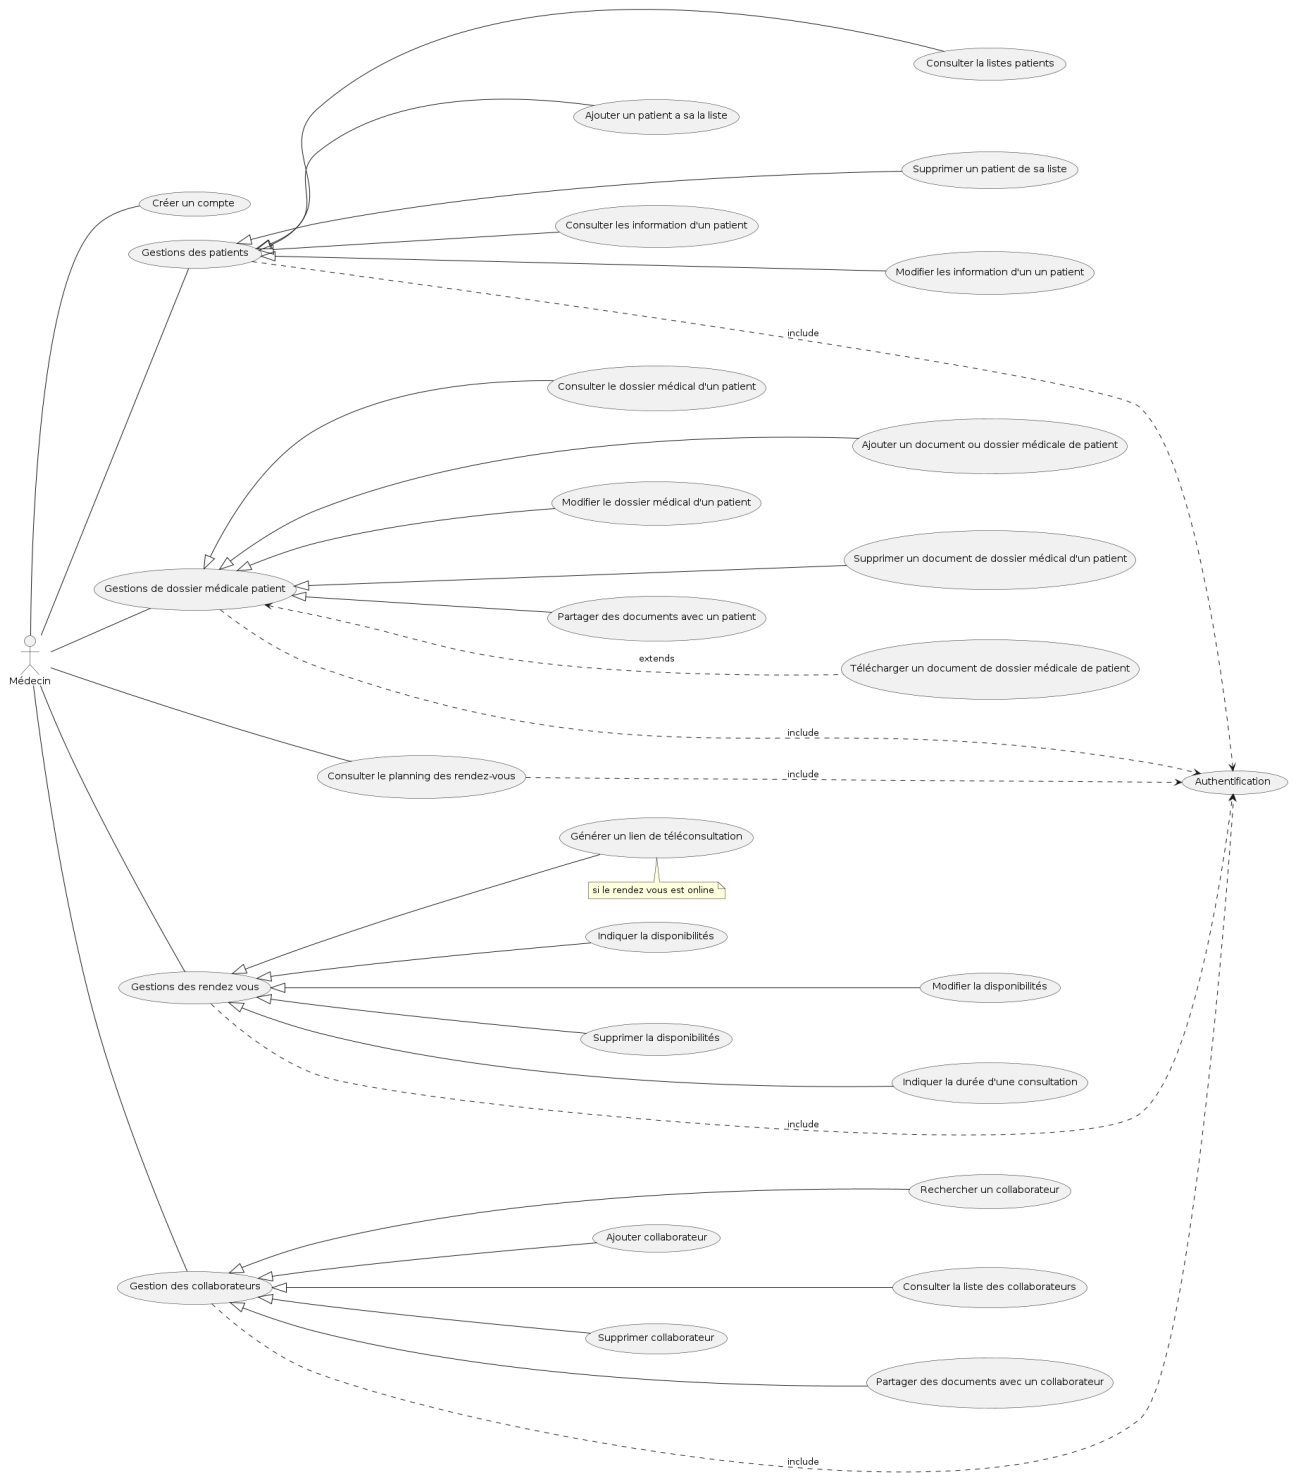 Consulter la listes patients
Ajouter un patient a sa la liste
Supprimer un patient de sa liste
Créer un compte
Consulter les information d'un patient
Gestions des patients
Modifier les information d'un un patient
include
Consulter le dossier médical d'un patient
Ajouter un document ou dossier médicale de patient
Modifier le dossier médical d'un patient
Supprimer un document de dossier médical d'un patient
Gestions de dossier médicale patient
Partager des documents avec un patient
extends
Télécharger un document de dossier médicale de patient
Médecin
include
Consulter le planning des rendez-vous
include
Authentification
Générer un lien de téléconsultation
si le rendez vous est online
Indiquer la disponibilités
Gestions des rendez vous
Modifier la disponibilités
Supprimer la disponibilités
Indiquer la durée d'une consultation
include
Rechercher un collaborateur
Ajouter collaborateur
Gestion des collaborateurs
Consulter la liste des collaborateurs
Supprimer collaborateur
Partager des documents avec un collaborateur
include